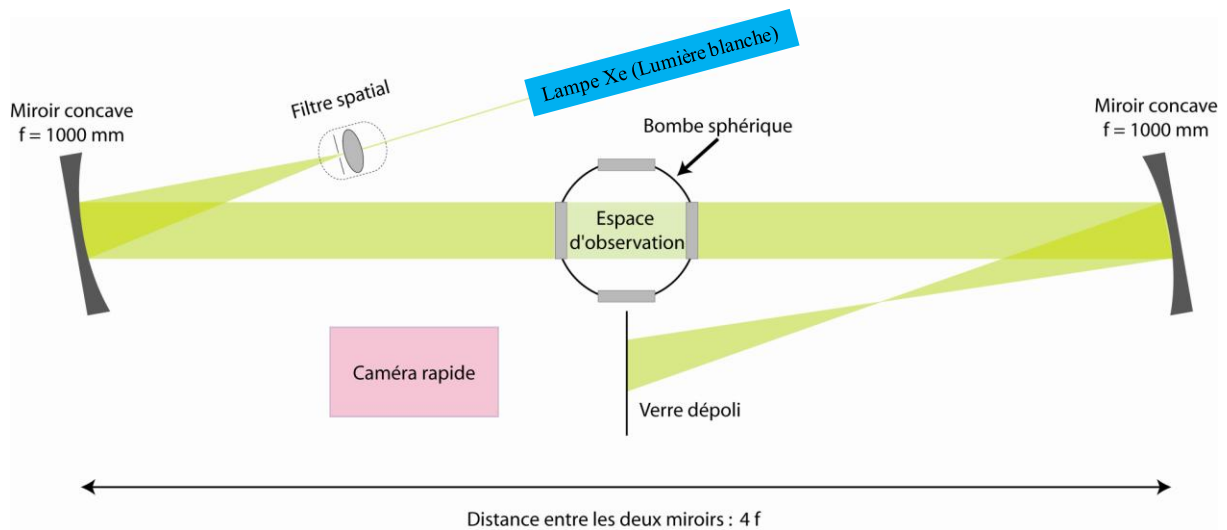 Lampe Xe (Lumière blanche)
Filtre spatial
Miroir concave
f = 1000 mm
Bombe sphérique
Miroir concave
f = 1000 mm
Espace
d'observation
Caméra rapide
Verre dépoli
Distance entre les deux miroirs : 4 f